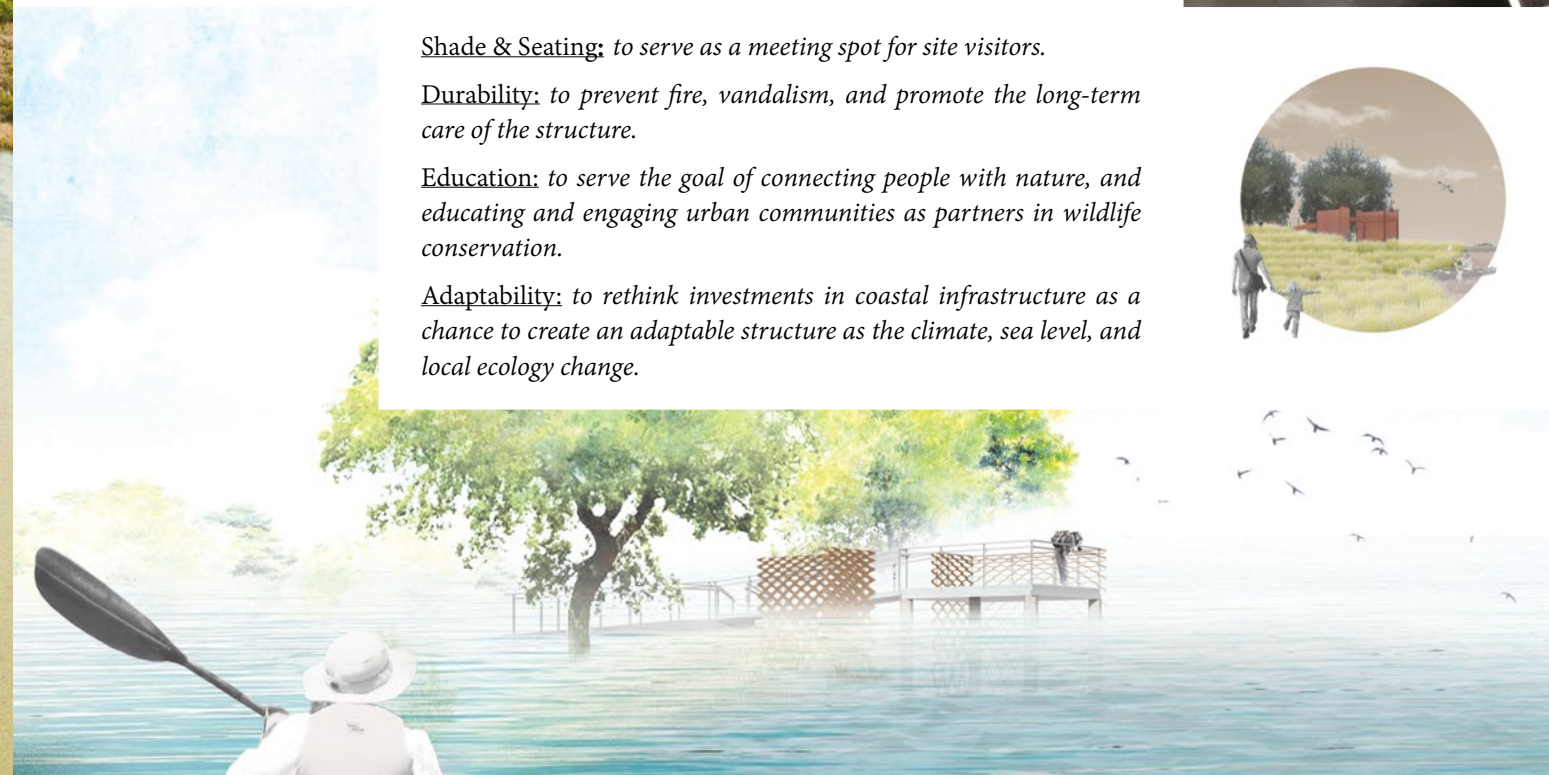 Shade & Seating: to serve as a meeting spot for site visitors.
Durability: to prevent fire, vandalism, and promote the long-term
care of the structure.
Education: to serve the goal of connecting people with nature, and
educating and engaging urban communities as partners in wildlife
conservation.
Adaptability: to rethink investments in coastal infrastructure as a
chance to create an adaptable structure as the climate, sea level, and
local ecology change.